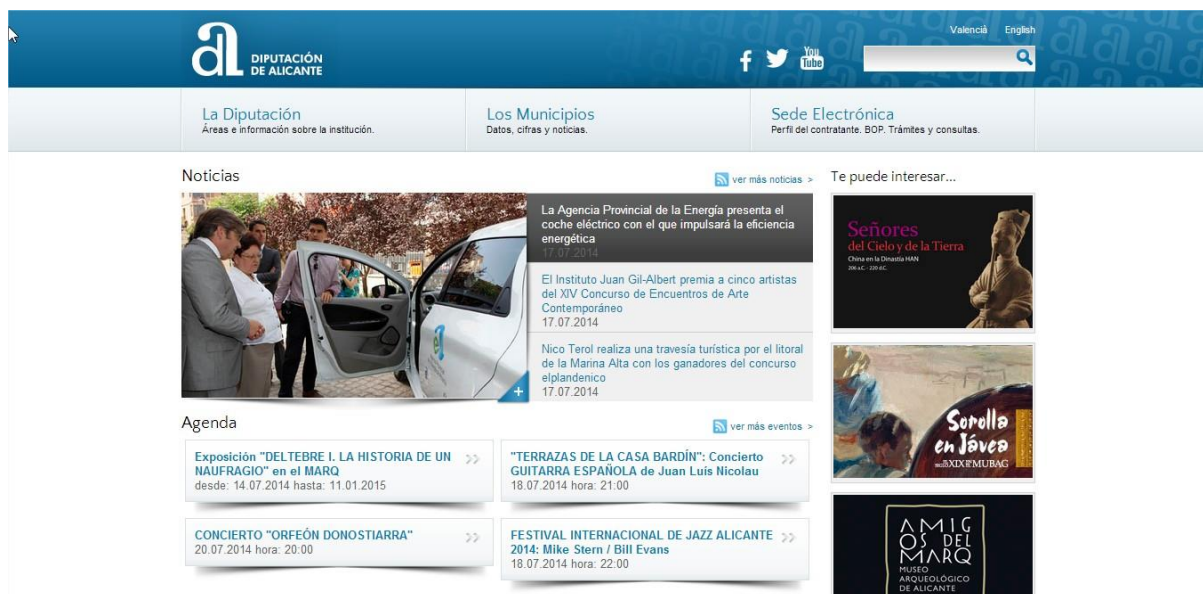 DIPUTACIÓN
DE ALICANTE
Valencià English
You
Tube
La Diputación
Áreas e información sobre la institución.
Los Municipios
Datos, cifras y noticias.
Sede Electrónica
Perfil del contratante. BOP. Trámites y consultas.
Noticias
ver más noticias >
La Agencia Provincial de la Energía presenta el
coche eléctrico con el que impulsará la eficiencia
energética
17.07.2014
El Instituto Juan Gil-Albert premia a cinco artistas
del XIV Concurso de Encuentros de Arte
Contemporáneo
17.07.2014
Nico Terol realiza una travesía turística por el litoral
de la Marina Alta con los ganadores del concurso
elplandenico
17.07.2014
Agenda
ver más eventos >
Exposición "DELTEBRE I. LA HISTORIA DE UN
NAUFRAGIO" en el MARQ
desde: 14.07.2014 hasta: 11.01.2015
"TERRAZAS DE LA CASA BARDÍN": Concierto
GUITARRA ESPAÑOLA de Juan Luís Nicolau
18.07.2014 hora: 21:00
CONCIERTO "ORFEÓN DONOSTIARRA"
20.07.2014 hora: 20:00
FESTIVAL INTERNACIONAL DE JAZZ ALICANTE
2014: Mike Stern / Bill Evans
18.07.2014 hora: 22:00
Te puede interesar...
Señores
del Cielo y de la Tierra
China en la Dinastía HAN
206 a.C. - 220 d.C.
Sorolla
en Jávea
XIX MUBAG
AMIG
OS DEL
MARQ
MUSEO
ARQUEOLÓGICO
DE ALICANTE